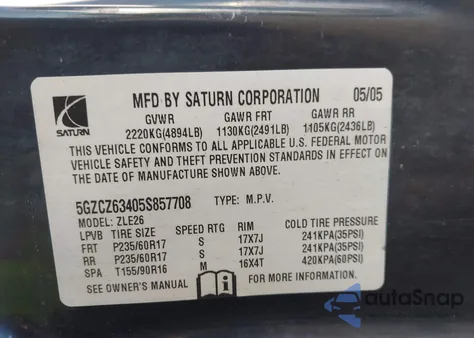 MFD BY SATURN CORPORATION 05/05
SATURN
GVWR GAWR FRT GAWR RR
2220KG(4894LB) 1130KG(2491LB) 1105KG(2436LB)
THIS VEHICLE CONFORMS TO ALL APPLICABLE U.S. FEDERAL MOTOR
VEHICLE SAFETY AND THEFT PREVENTION STANDARDS IN EFFECT ON
THE DATE OF MANUFACTURE SHOWN ABOVE.
5GZCZ63405S857708 TYPE: M.P.V.
MODEL: ZLE26
LPVB TIRE SIZE SPEED RTG RIM COLD TIRE PRESSURE
FRT P235/60R17 S 17X7J 241KPA(35PSI)
RR P235/60R17 S 17X7J 241KPA(35PSI)
SPA T155/90R16 M 16X4T 420KPA(60PSI)
SEE OWNER'S MANUAL FOR MORE INFORMATION.
autoSnap